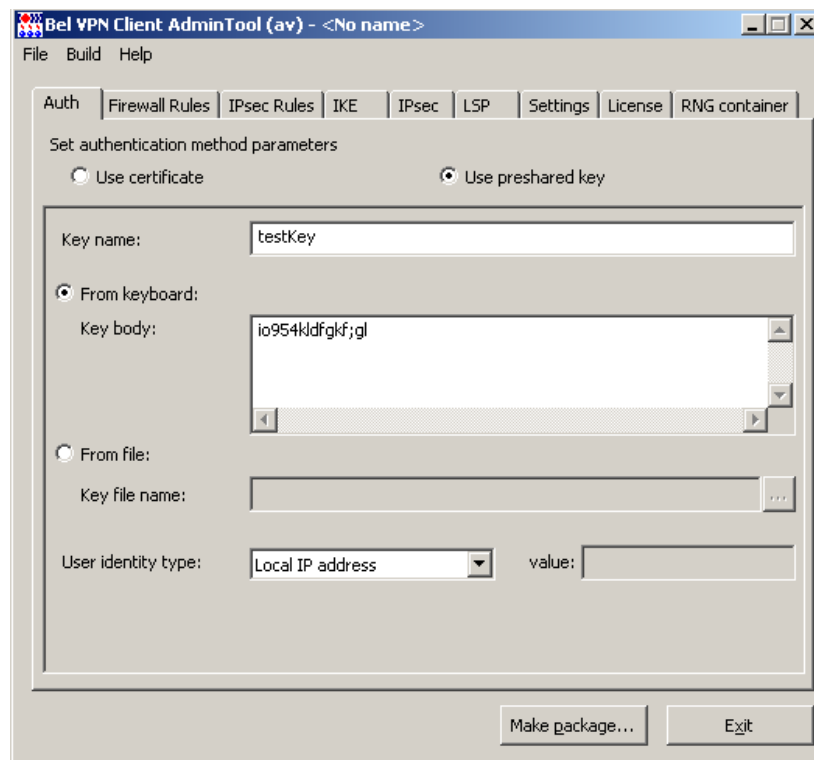 Bel VPN Client AdminTool (av) - <No name>
File Build Help
Auth Firewall Rules IPsec Rules IKE IPsec LSP Settings License RNG container
Set authentication method parameters
Use certificate Use preshared key
Key name: testKey
From keyboard:
Key body: io954kldfgkf;gl
From file:
Key file name: ...
User identity type: Local IP address value:
Make package... Exit